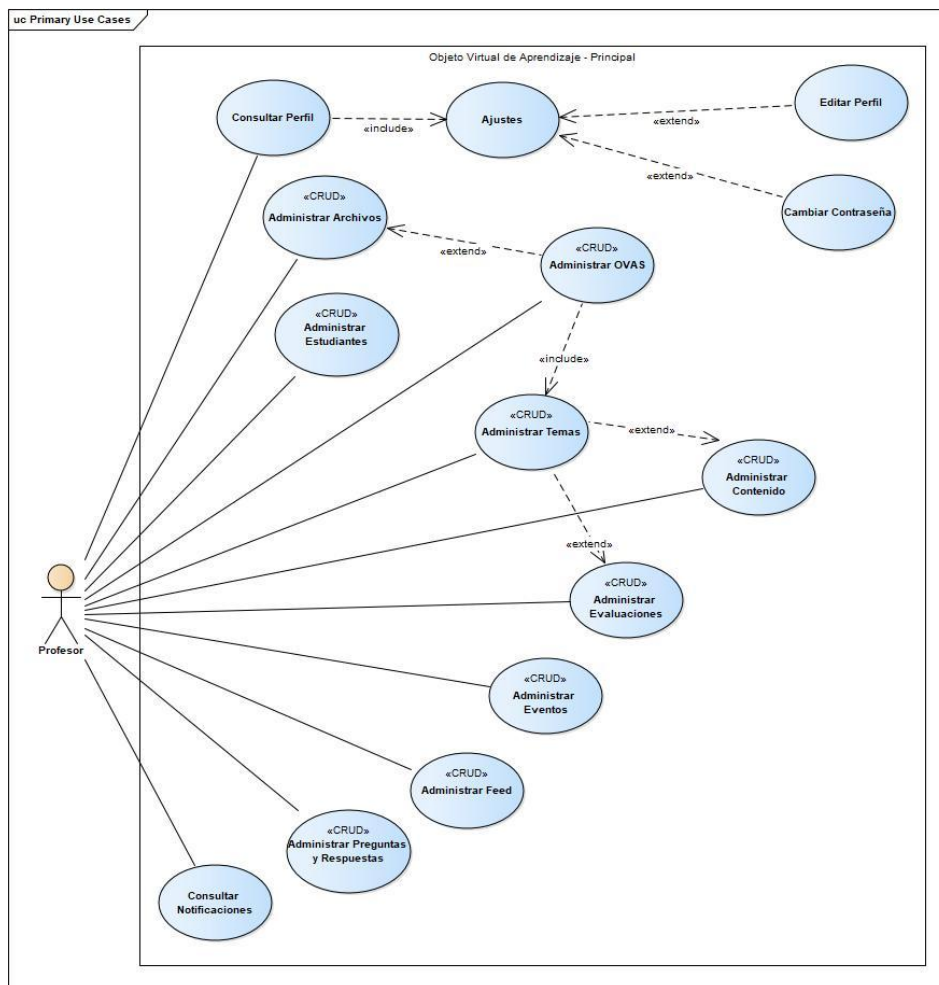 uc Primary Use Cases
Objeto Virtual de Aprendizaje - Principal
Consultar Perfil
«include»
Ajustes
«extend»
Editar Perfil
«extend»
Cambiar Contraseña
«CRUD»
Administrar Archivos
«extend»
«CRUD»
Administrar OVAS
«CRUD»
Administrar
Estudiantes
«include»
«CRUD»
Administrar Temas
«extend»
«CRUD»
Administrar
Contenido
«extend»
«CRUD»
Administrar
Evaluaciones
Profesor
«CRUD»
Administrar
Eventos
«CRUD»
Administrar Feed
«CRUD»
Administrar Preguntas
y Respuestas
Consultar
Notificaciones